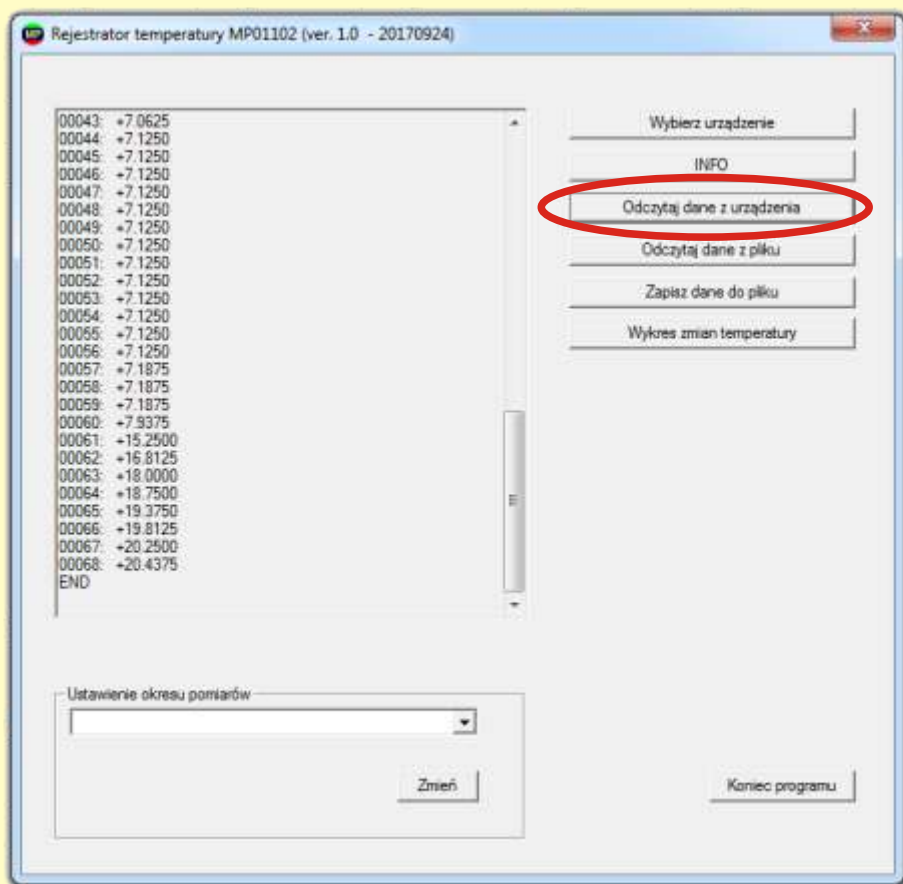 MP
Rejestrator temperatury MP01102 (ver. 1.0 - 20170924)
00043: +7.0625
00044: +7.1250
00045: +7.1250
00046: +7.1250
00047: +7.1250
00048: +7.1250
00049: +7.1250
00050: +7.1250
00051: +7.1250
00052: +7.1250
00053: +7.1250
00054: +7.1250
00055: +7.1250
00056: +7.1250
00057: +7.1875
00058: +7.1875
00059: +7.1875
00060: +7.9375
00061: +15.2500
00062: +16.8125
00063: +18.0000
00064: +18.7500
00065: +19.3750
00066: +19.8125
00067: +20.2500
00068: +20.4375
END
Wybierz urządzenie
INFO
Odczytaj dane z urządzenia
Odczytaj dane z pliku
Zapisz dane do pliku
Wykres zmian temperatury
Ustawienie okresu pomiarów
Zmień
Koniec programu